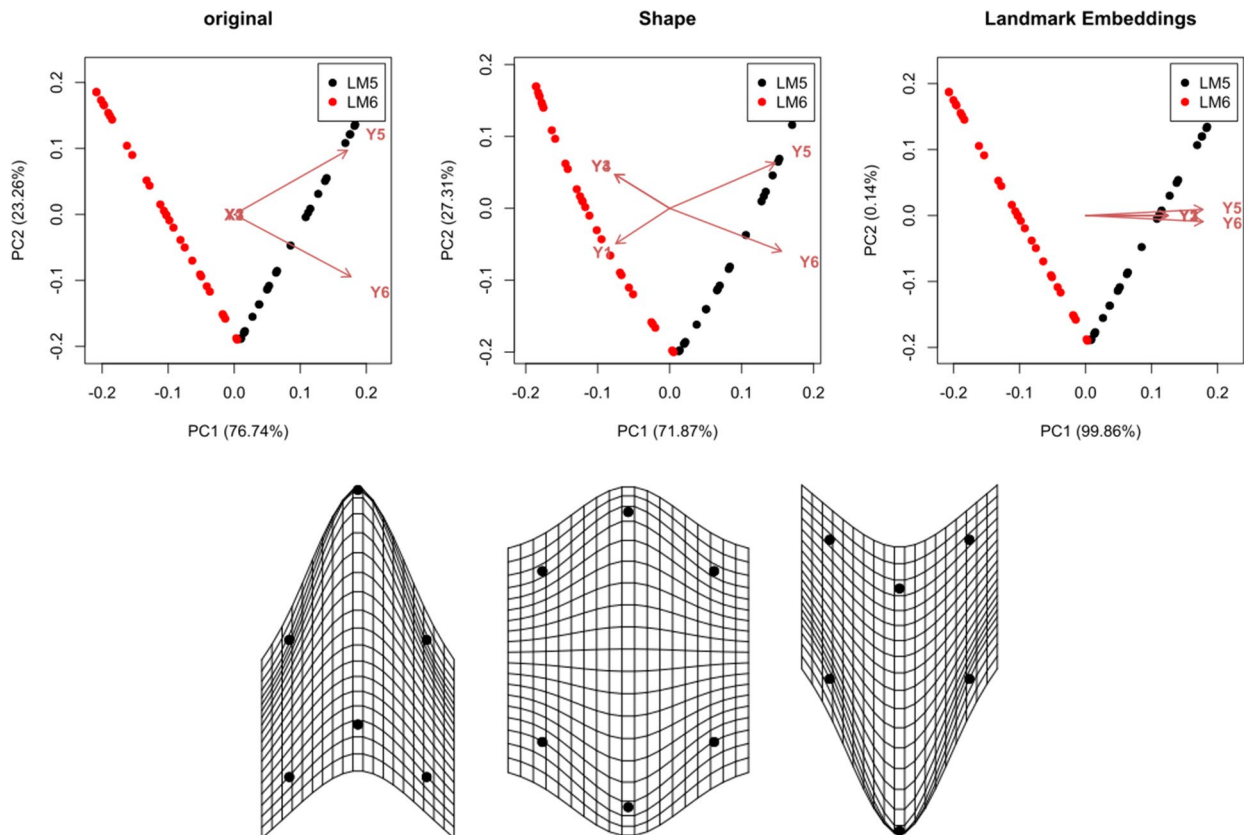 original
PC2 (23.26%)
0.2
0.1
0.0
-0.1
-0.2
LM5
LM6
Y5
Y6
-0.2 -0.1 0.0 0.1 0.2
PC1 (76.74%)
Shape
PC2 (27.31%)
0.2
0.1
0.0
-0.1
-0.2
LM5
LM6
Y5
Y1
Y6
-0.2 -0.1 0.0 0.1 0.2
PC1 (71.87%)
Landmark Embeddings
PC2 (0.14%)
0.2
0.1
0.0
-0.1
-0.2
LM5
LM6
Y5
Y6
-0.2 -0.1 0.0 0.1 0.2
PC1 (99.86%)